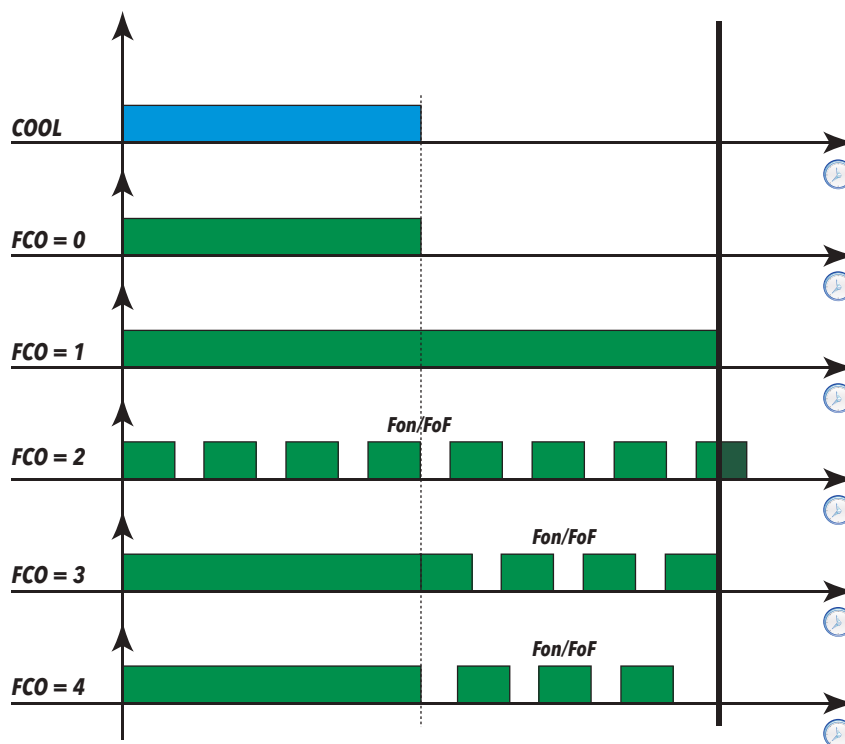 COOL
FCO = 0
FCO = 1
Fon/FoF
FCO = 2
Fon/FoF
FCO = 3
Fon/FoF
FCO = 4